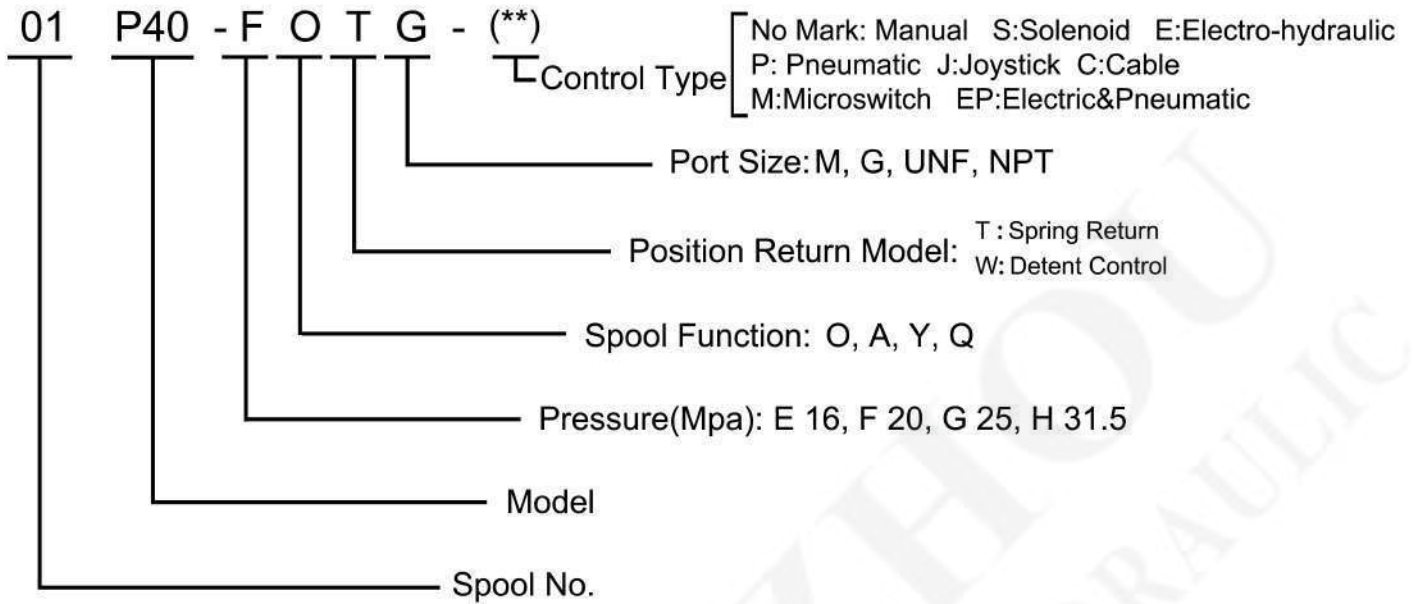 01 P40 - F O T G - (**)
Control Type
No Mark: Manual S:Solenoid E:Electro-hydraulic
P: Pneumatic J:Joystick C:Cable
M:Microswitch EP:Electric&Pneumatic
Port Size: M, G, UNF, NPT
Position Return Model:
T : Spring Return
W: Detent Control
Spool Function: O, A, Y, Q
Pressure(Mpa): E 16, F 20, G 25, H 31.5
Model
Spool No.